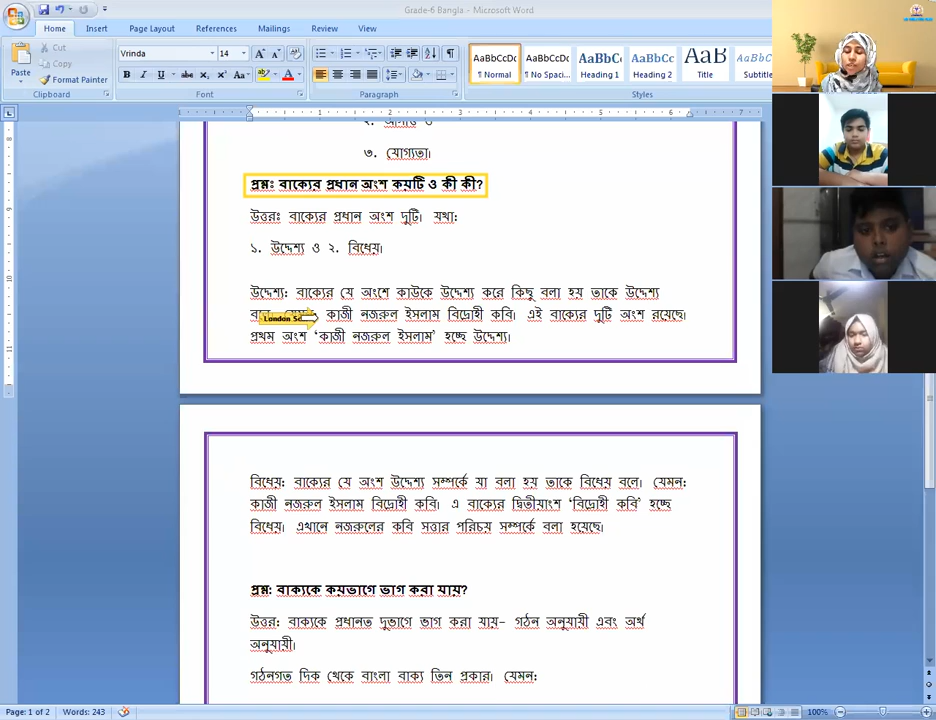 Grade-6 Bangla - Microsoft Word
Home Insert Page Layout References Mailings Review View
Paste
Cut
Copy
Format Painter
Clipboard
Vrinda 14
Font
Paragraph
AaBbCcDc AaBbCcDc AaBbC AaBbCc AaB AaBbCc
¶ Normal ¶ No Spaci... Heading 1 Heading 2 Title Subtitle
Styles
৩. যোগ্যতা।
প্রশ্নঃ বাক্যের প্রধান অংশ কয়টি ও কী কী?
উত্তরঃ বাক্যের প্রধান অংশ দুটি। যথা:
১. উদ্দেশ্য ও ২. বিধেয়।
উদ্দেশ্য: বাক্যের যে অংশে কাউকে উদ্দেশ্য করে কিছু বলা হয় তাকে উদ্দেশ্য
কাজী নজরুল ইসলাম বিদ্রোহী কবি। এই বাক্যের দুটি অংশ রয়েছে।
London Sc
প্রথম অংশ ‘কাজী নজরুল ইসলাম’ হচ্ছে উদ্দেশ্য।
বিধেয়: বাক্যের যে অংশ উদ্দেশ্য সম্পর্কে যা বলা হয় তাকে বিধেয় বলে। যেমন:
কাজী নজরুল ইসলাম বিদ্রোহী কবি। এ বাক্যের দ্বিতীয়াংশ ‘বিদ্রোহী কবি’ হচ্ছে
বিধেয়। এখানে নজরুলের কবি সত্তার পরিচয় সম্পর্কে বলা হয়েছে।
প্রশ্ন: বাক্যকে কয়ভাগে ভাগ করা যায়?
উত্তর: বাক্যকে প্রধানত দুভাগে ভাগ করা যায়- গঠন অনুযায়ী এবং অর্থ
অনুযায়ী।
গঠনগত দিক থেকে বাংলা বাক্য তিন প্রকার। যেমন:
Page: 1 of 2 Words: 243 100%